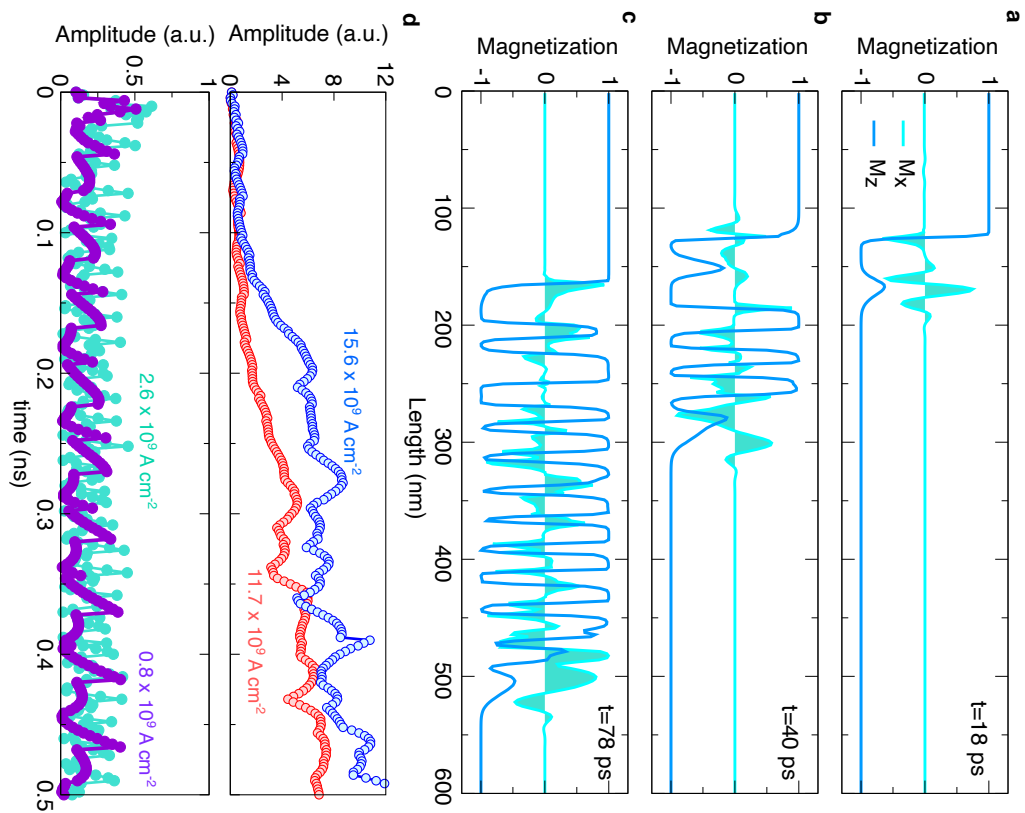 a
Magnetization
1
0
-1
t=18 ps
Mx
Mz
b
Magnetization
1
0
-1
t=40 ps
c
Magnetization
1
0
-1
t=78 ps
0
100
200
300
400
500
600
Length (nm)
d
Amplitude (a.u.)
12
8
4
0
15.6 x 10⁹ A cm⁻²
11.7 x 10⁹ A cm⁻²
Amplitude (a.u.)
1
0.5
0
2.6 x 10⁹ A cm⁻²
0.8 x 10⁹ A cm⁻²
0
0.1
0.2
0.3
0.4
0.5
time (ns)